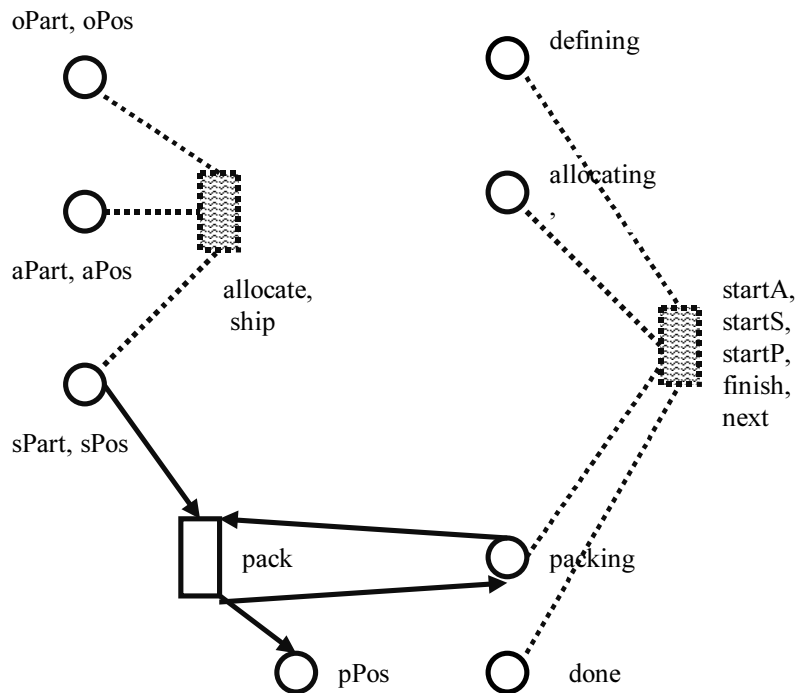 oPart, oPos
defining
allocating
,
aPart, aPos
allocate,
ship
startA,
startS,
startP,
finish,
next
sPart, sPos
pack
packing
pPos
done